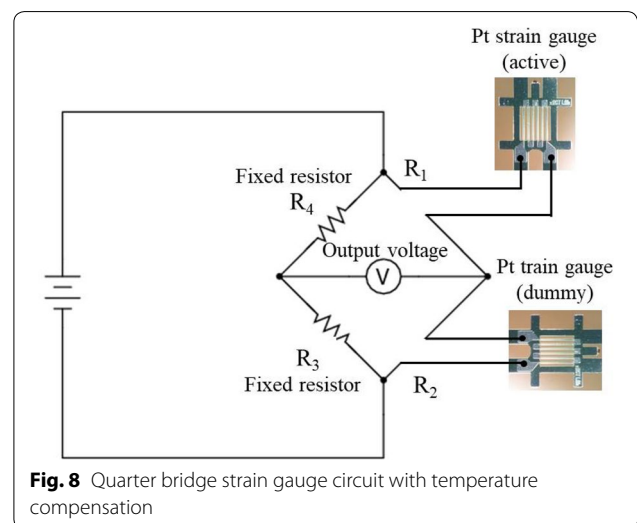 Pt strain gauge
(active)
Fixed resistor
R₁
R₄
Output voltage
V
Pt train gauge
(dummy)
R₃
Fixed resistor
R₂
Fig. 8 Quarter bridge strain gauge circuit with temperature
compensation